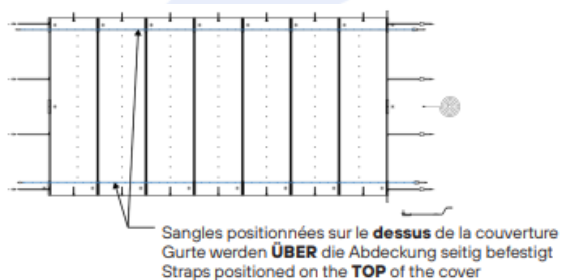 Sangles positionnées sur le dessus de la couverture
Gurte werden ÜBER die Abdeckung seitig befestigt
Straps positioned on the TOP of the cover